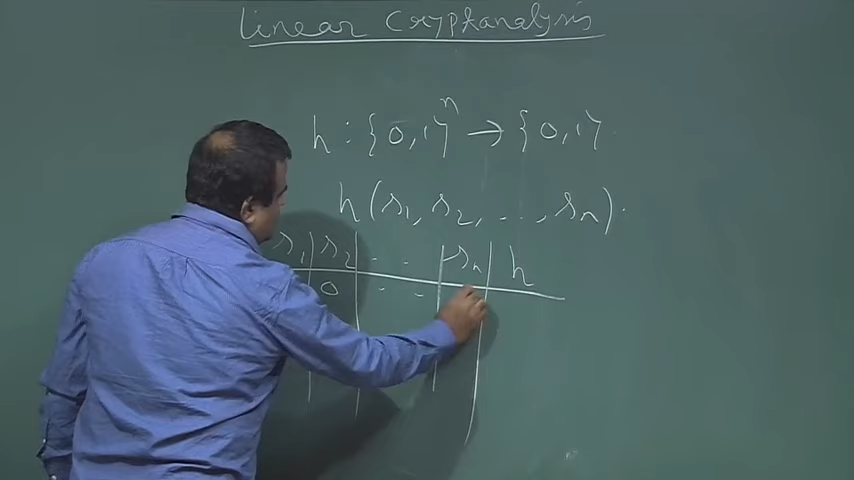 Linear Cryptanalysis
h : {0,1}ⁿ → {0,1}
h(s₁, s₂, ..., sₙ).
s₁ | s₂ | . . | sₙ | h
0 | . .